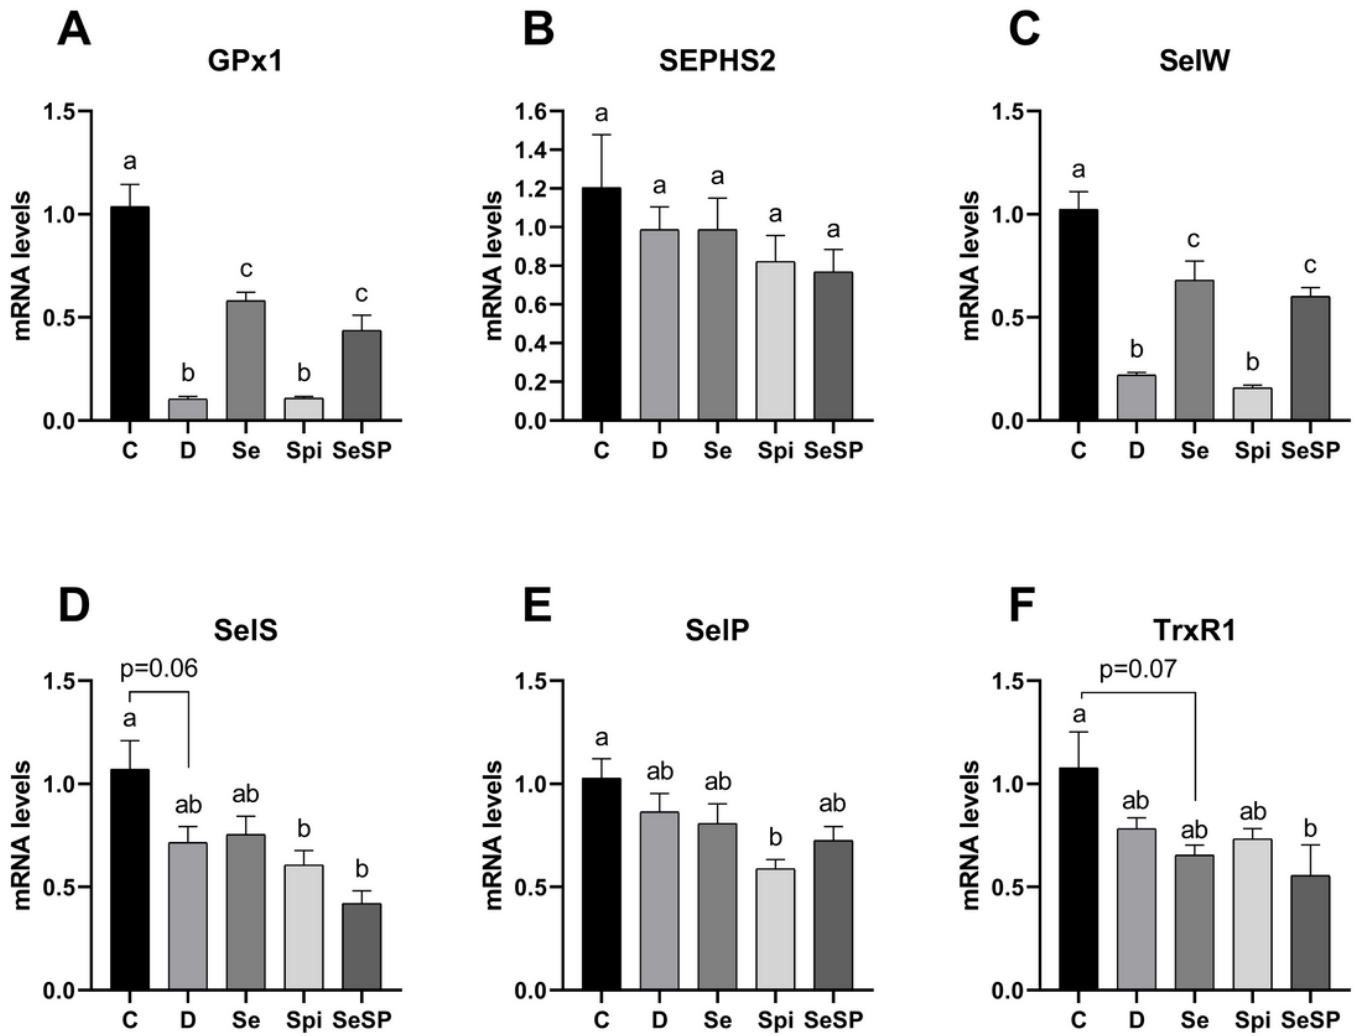 A
GPx1
mRNA levels
1.5
1.0
0.5
0.0
a
b
c
b
c
C D Se Spi SeSP
B
SEPHS2
mRNA levels
1.6
1.4
1.2
1.0
0.8
0.6
0.4
0.2
0.0
a
a
a
a
a
C D Se Spi SeSP
C
SelW
mRNA levels
1.5
1.0
0.5
0.0
a
b
c
b
c
C D Se Spi SeSP
D
SelS
p=0.06
mRNA levels
1.5
1.0
0.5
0.0
a
ab
ab
b
b
C D Se Spi SeSP
E
SelP
mRNA levels
1.5
1.0
0.5
0.0
a
ab
ab
b
ab
C D Se Spi SeSP
F
TrxR1
p=0.07
mRNA levels
1.5
1.0
0.5
0.0
a
ab
ab
ab
b
C D Se Spi SeSP